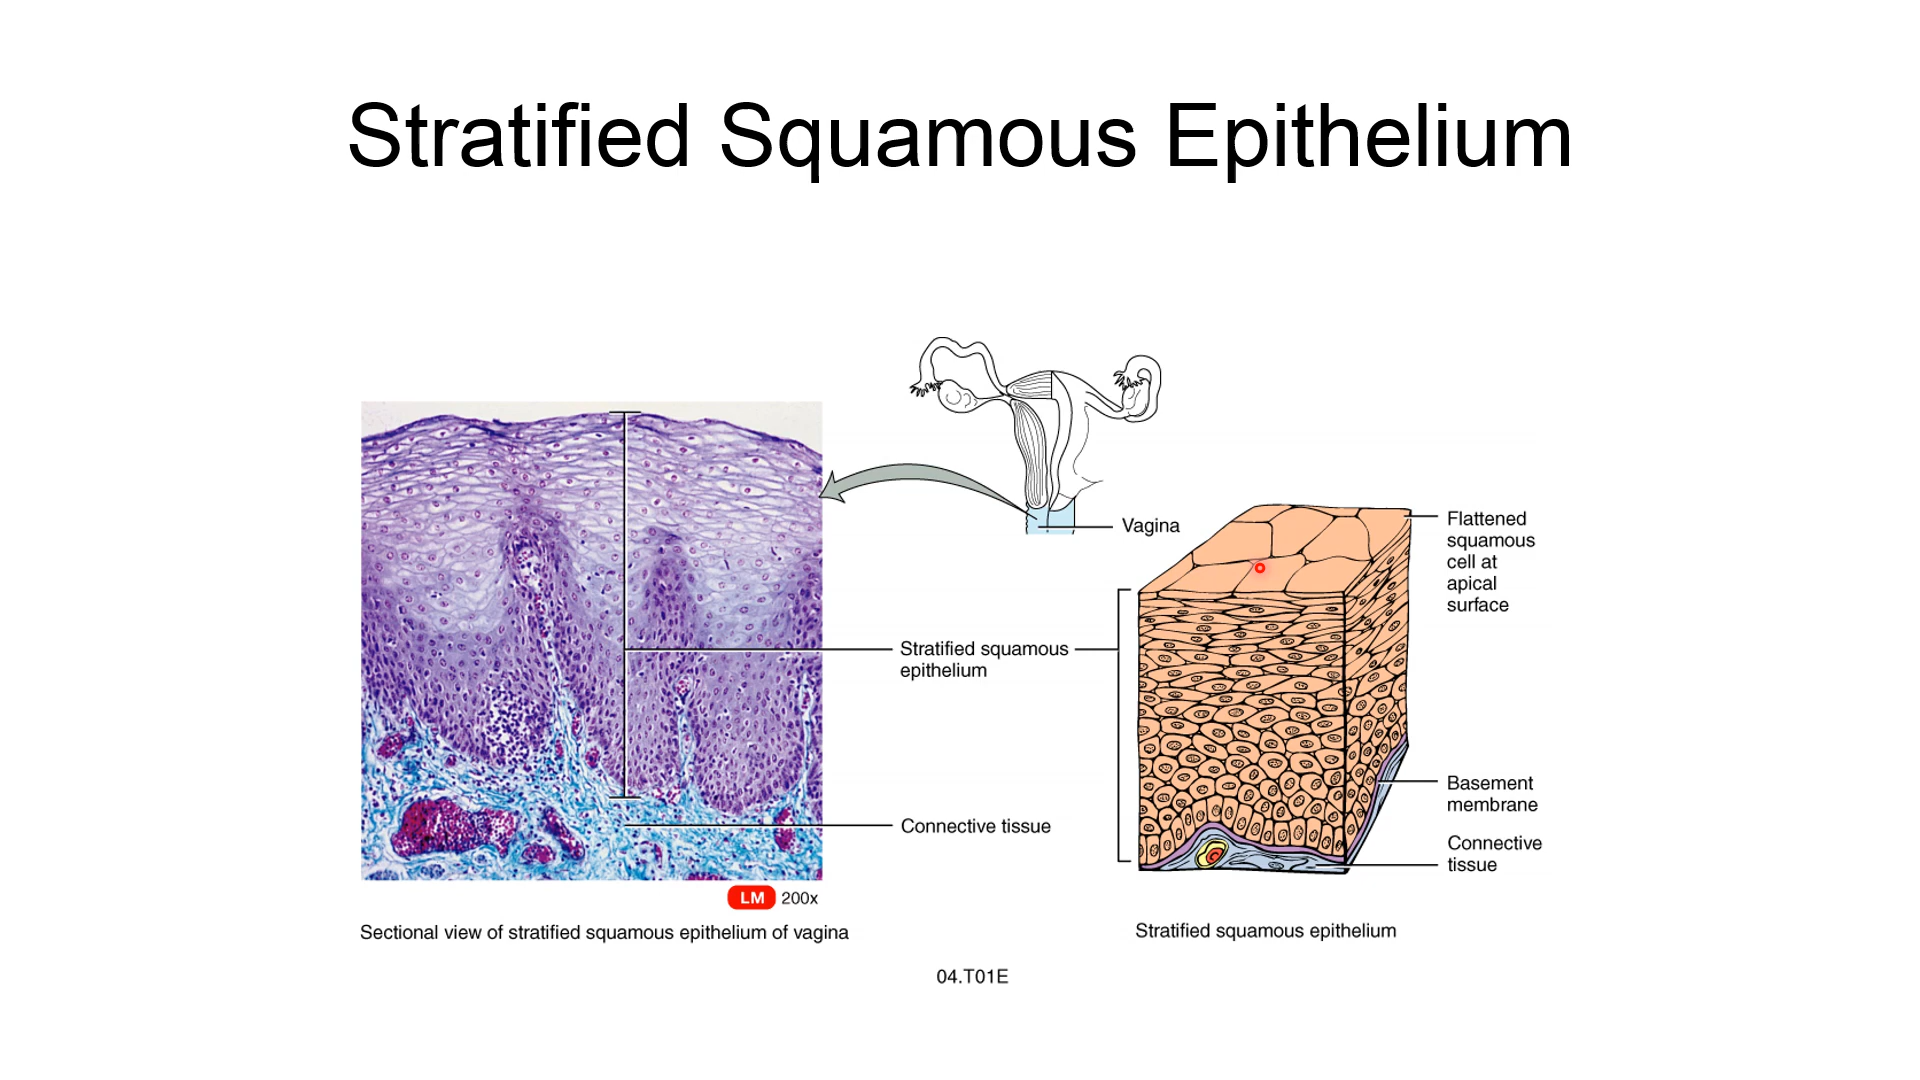 Stratified Squamous Epithelium
Vagina
Flattened
squamous
cell at
apical
surface
Stratified squamous
epithelium
Basement
membrane
Connective tissue
Connective
tissue
LM 200x
Sectional view of stratified squamous epithelium of vagina
Stratified squamous epithelium
04.T01E